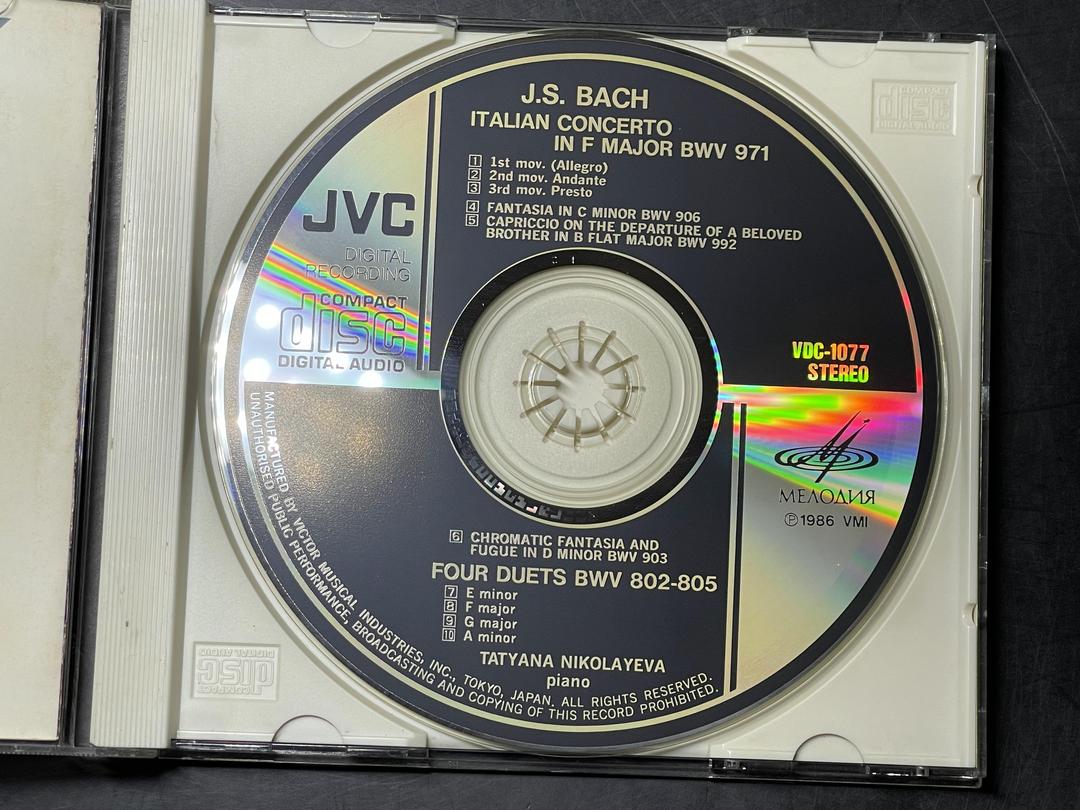 J.S. BACH
ITALIAN CONCERTO
IN F MAJOR BWV 971
1 1st mov. (Allegro)
2 2nd mov. Andante
3 3rd mov. Presto
4 FANTASIA IN C MINOR BWV 906
5 CAPRICCIO ON THE DEPARTURE OF A BELOVED
BROTHER IN B FLAT MAJOR BWV 992
JVC
DIGITAL
RECORDING
COMPACT
disc
DIGITAL AUDIO
VDC-1077
STEREO
МЕЛОДИЯ
Ⓟ1986 VMI
6 CHROMATIC FANTASIA AND
FUGUE IN D MINOR BWV 903
FOUR DUETS BWV 802-805
7 E minor
8 F major
9 G major
10 A minor
TATYANA NIKOLAYEVA
piano
MANUFACTURED BY VICTOR MUSICAL INDUSTRIES, INC., TOKYO, JAPAN. ALL RIGHTS RESERVED.
UNAUTHORISED PUBLIC PERFORMANCE, BROADCASTING AND COPYING OF THIS RECORD PROHIBITED.
COMPACT
disc
DIGITAL AUDIO
COMPACT
disc
DIGITAL AUDIO